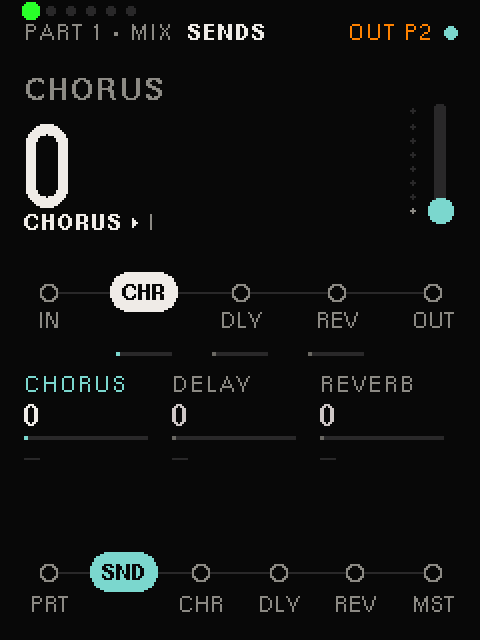 PART 1 • MIX SENDS OUT P2
CHORUS
0
CHORUS
IN CHR DLY REV OUT
CHORUS DELAY REVERB
0 0 0
PRT SND CHR DLY REV MST